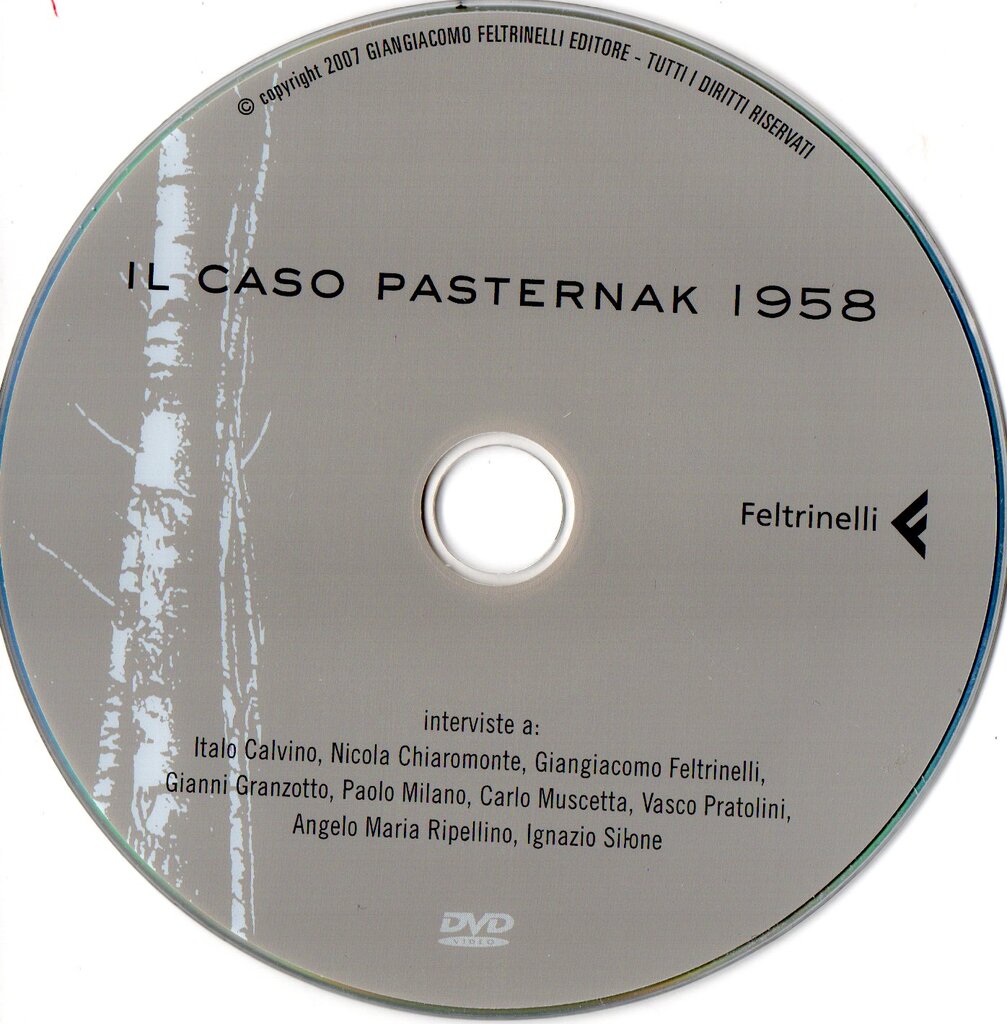 © copyright 2007 GIANGIACOMO FELTRINELLI EDITORE - TUTTI I DIRITTI RISERVATI
IL CASO PASTERNAK 1958
Feltrinelli
interviste a:
Italo Calvino, Nicola Chiaromonte, Giangiacomo Feltrinelli,
Gianni Granzotto, Paolo Milano, Carlo Muscetta, Vasco Pratolini,
Angelo Maria Ripellino, Ignazio Silone
DVD
VIDEO